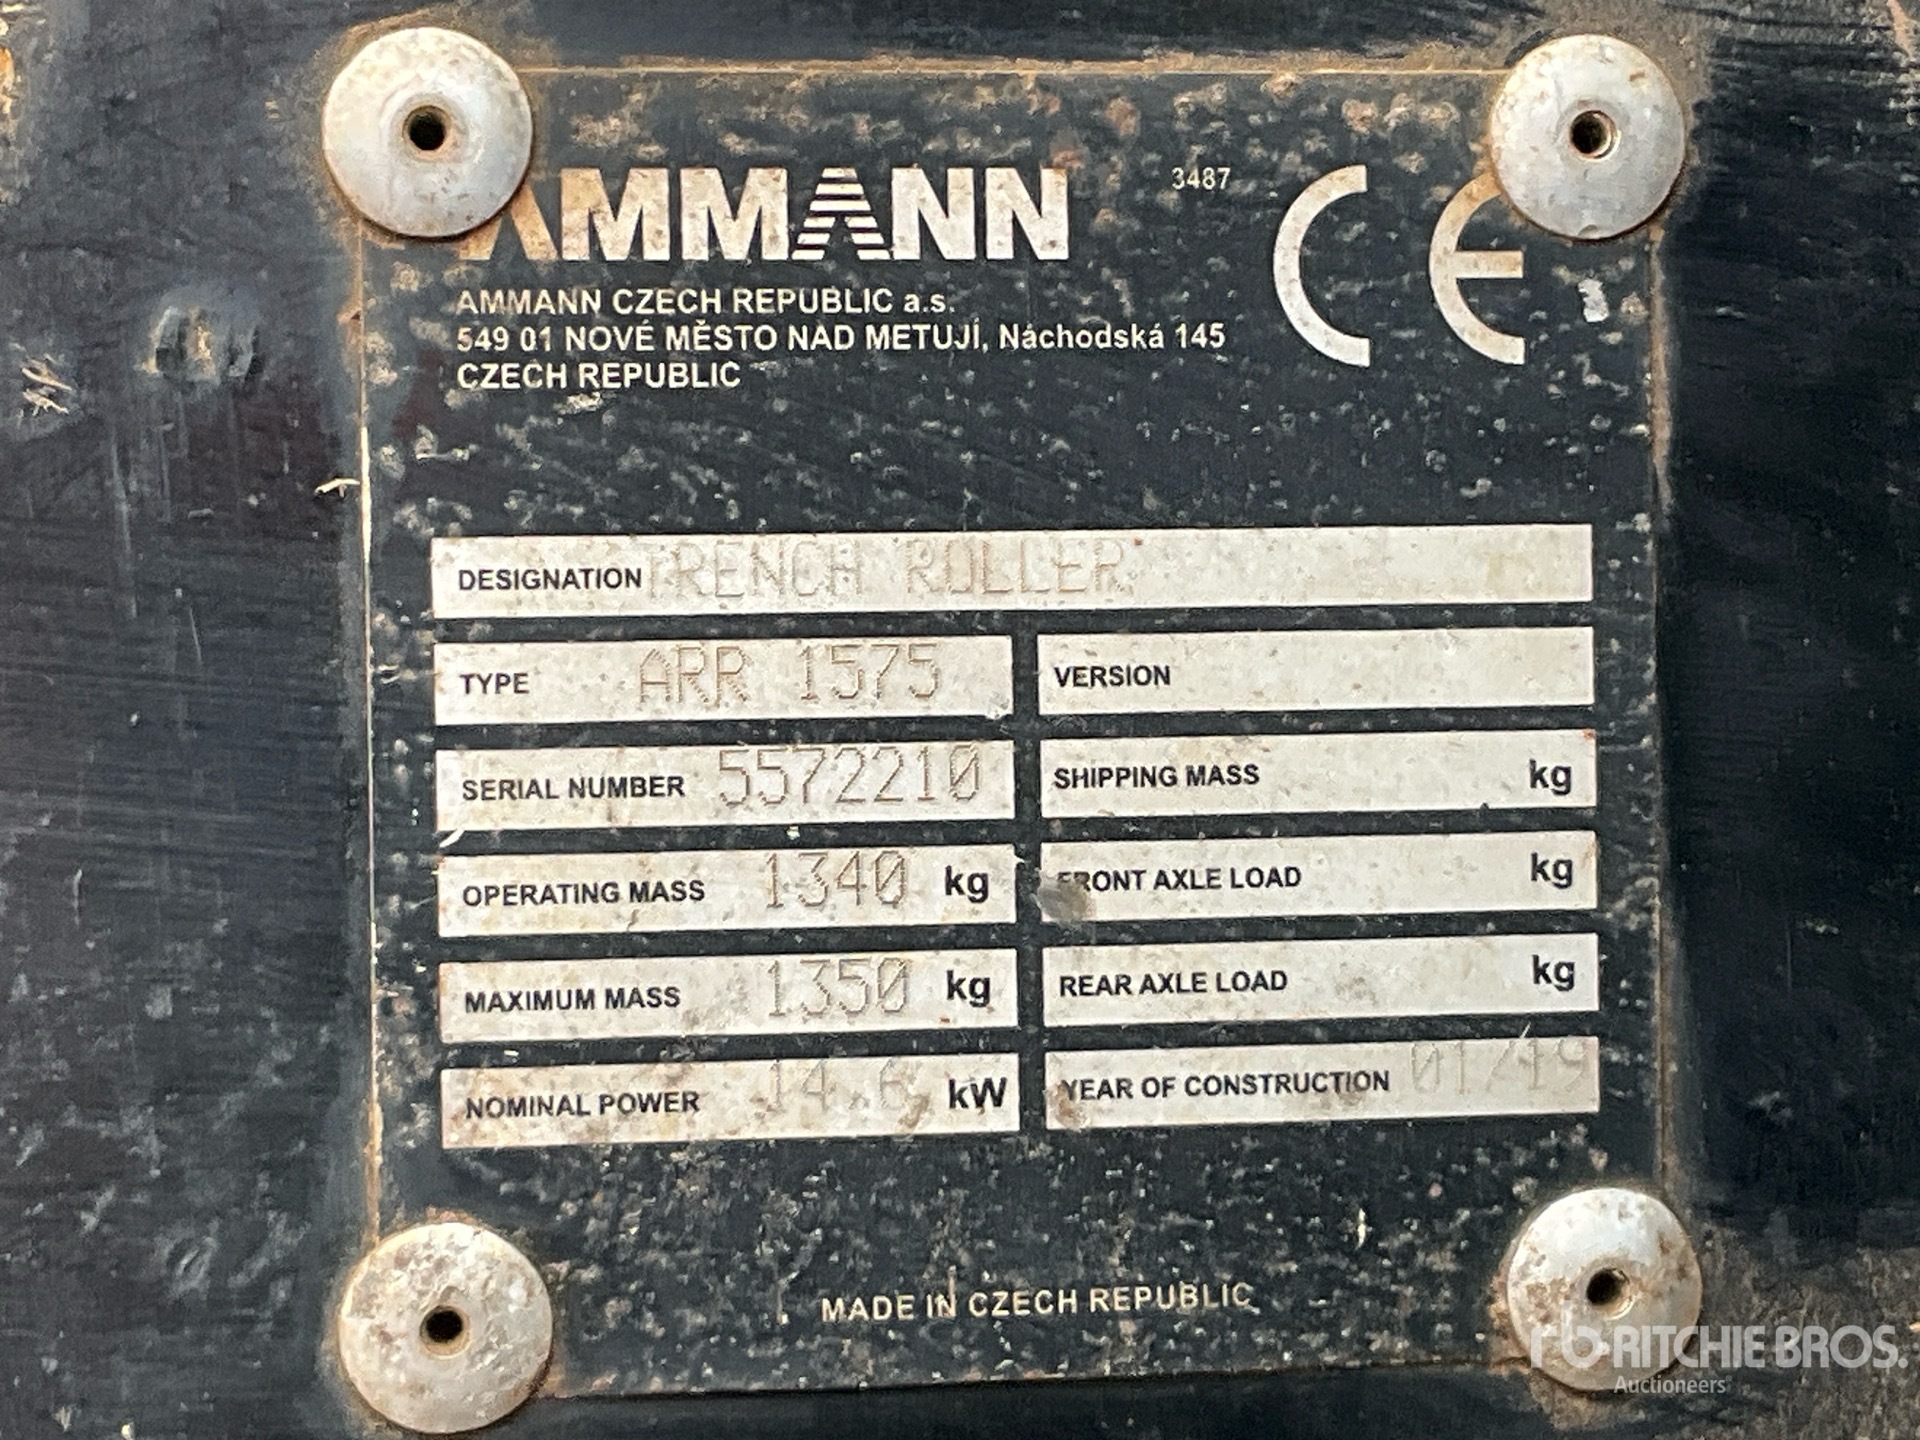 AMMANN
3487
CE
AMMANN CZECH REPUBLIC a.s.
549 01 NOVÉ MĚSTO NAD METUJÍ, Náchodská 145
CZECH REPUBLIC
DESIGNATION TRENCH ROLLER
TYPE ARR 1575
VERSION
SERIAL NUMBER 5572210
SHIPPING MASS kg
OPERATING MASS 1340 kg
FRONT AXLE LOAD kg
MAXIMUM MASS 1350 kg
REAR AXLE LOAD kg
NOMINAL POWER 14.6 kW
YEAR OF CONSTRUCTION 01/19
MADE IN CZECH REPUBLIC
rb RITCHIE BROS.
Auctioneers